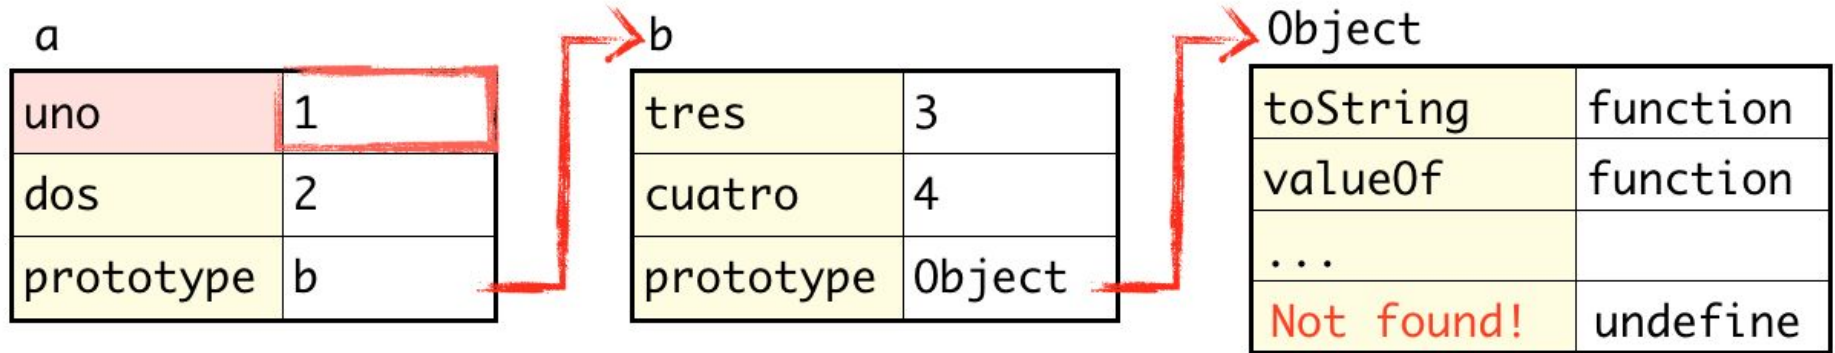 a
uno 1
dos 2
prototype b
b
tres 3
cuatro 4
prototype Object
Object
toString function
valueOf function
...
Not found! undefine